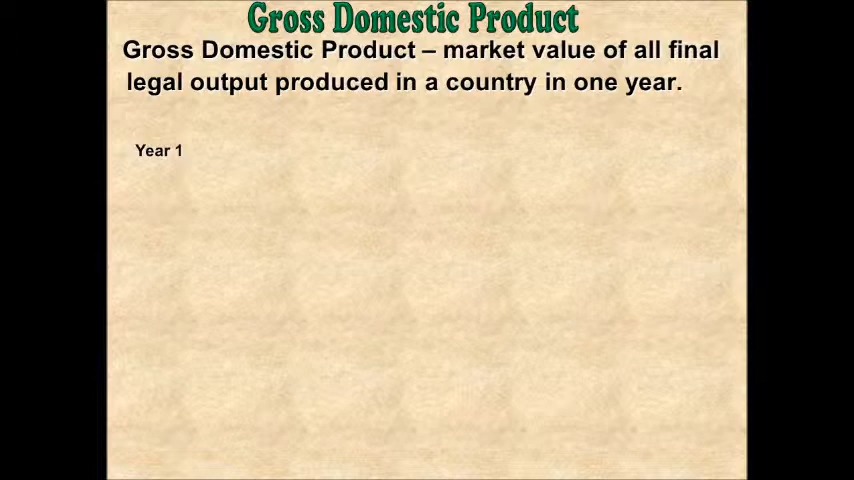 Gross Domestic Product
Gross Domestic Product – market value of all final
legal output produced in a country in one year.
Year 1